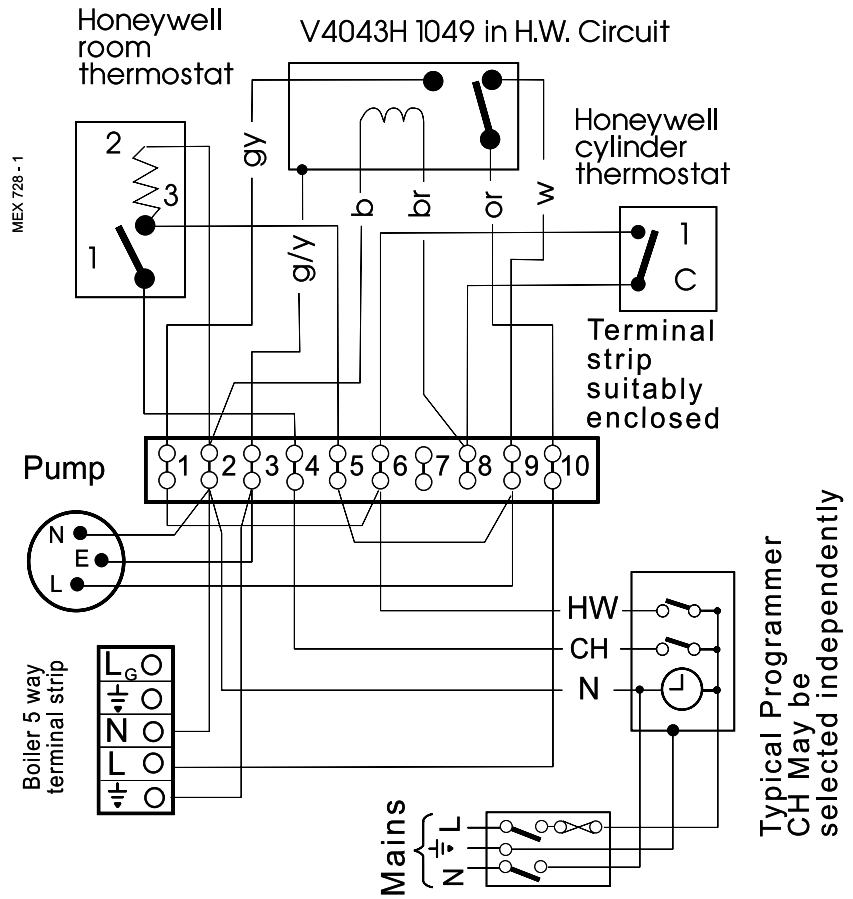 Honeywell
room
thermostat
V4043H 1049 in H.W. Circuit
Honeywell
cylinder
thermostat
MEX 728 - 1
2
3
1
gy
g/y
b
br
or
w
1
C
Terminal
strip
suitably
enclosed
Pump
1 2 3 4 5 6 7 8 9 10
N
E
L
HW
CH
N
Boiler 5 way
terminal strip
LG
N
L
Typical Programmer
CH May be
selected independently
Mains
L
N